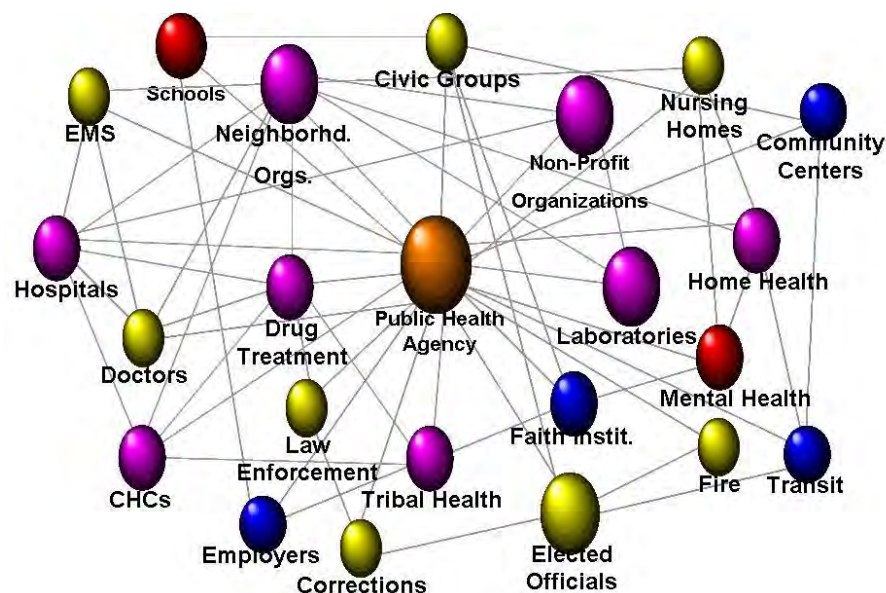 Schools
Civic Groups
EMS
Neighborhd.
Orgs.
Nursing
Homes
Community
Centers
Non-Profit
Organizations
Hospitals
Drug
Treatment
Public Health
Agency
Laboratories
Home Health
Doctors
Law
Enforcement
Faith Instit.
Mental Health
CHCs
Tribal Health
Fire
Transit
Employers
Corrections
Elected
Officials